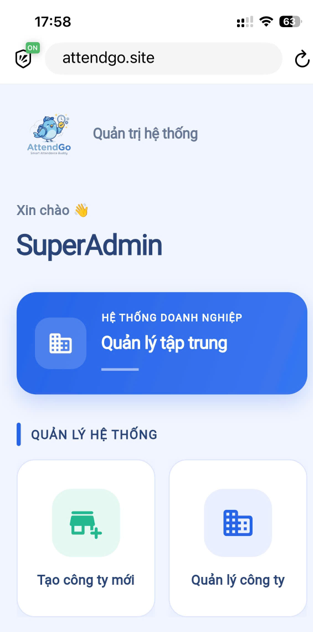 17:58
63
ON
attendgo.site
AttendGo
Quản trị hệ thống
Xin chào 👋
SuperAdmin
HỆ THỐNG DOANH NGHIỆP
Quản lý tập trung
QUẢN LÝ HỆ THỐNG
Tạo công ty mới
Quản lý công ty